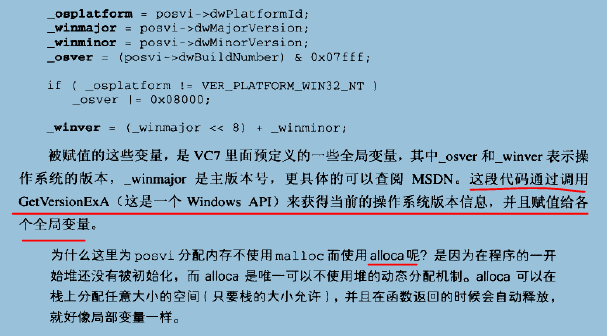 _osplatform = posvi->dwPlatformId;
_winmajor = posvi->dwMajorVersion;
_winminor = posvi->dwMinorVersion;
_osver = (posvi->dwBuildNumber) & 0x07fff;
if ( _osplatform != VER_PLATFORM_WIN32_NT )
_osver |= 0x08000;
_winver = (_winmajor << 8) + _winminor;
被赋值的这些变量，是 VC7 里面预定义的一些全局变量，其中_osver 和_winver 表示操
作系统的版本，_winmajor 是主版本号，更具体的可以查阅 MSDN。这段代码通过调用
GetVersionExA（这是一个 Windows API）来获得当前的操作系统版本信息，并且赋值给各
个全局变量。
为什么这里为 posvi 分配内存不使用 malloc 而使用 alloca 呢？是因为在程序的一开
始堆还没有被初始化，而 alloca 是唯一可以不使用堆的动态分配机制。alloca 可以在
栈上分配任意大小的空间（只要栈的大小允许），并且在函数返回的时候会自动释放，
就好像局部变量一样。